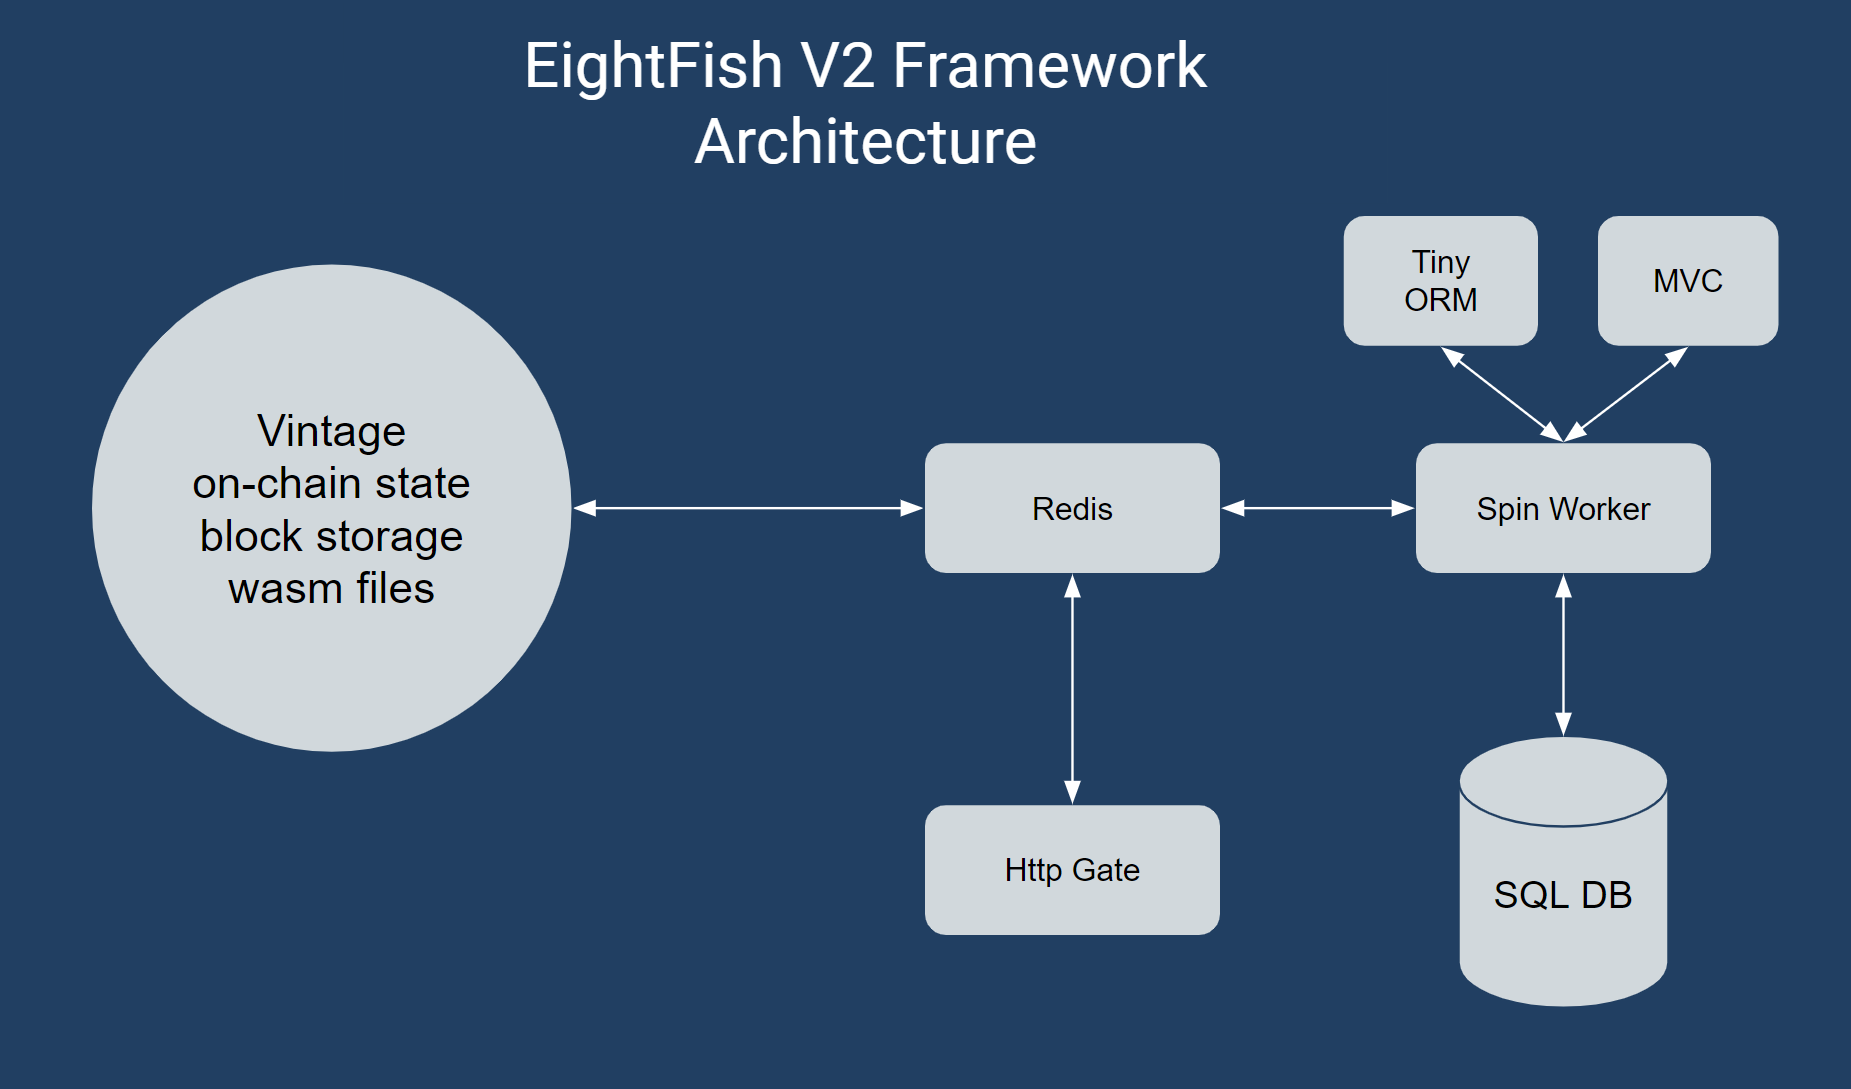 EightFish V2 Framework
Architecture
Tiny
ORM
MVC
Vintage
on-chain state
block storage
wasm files
Redis
Spin Worker
Http Gate
SQL DB